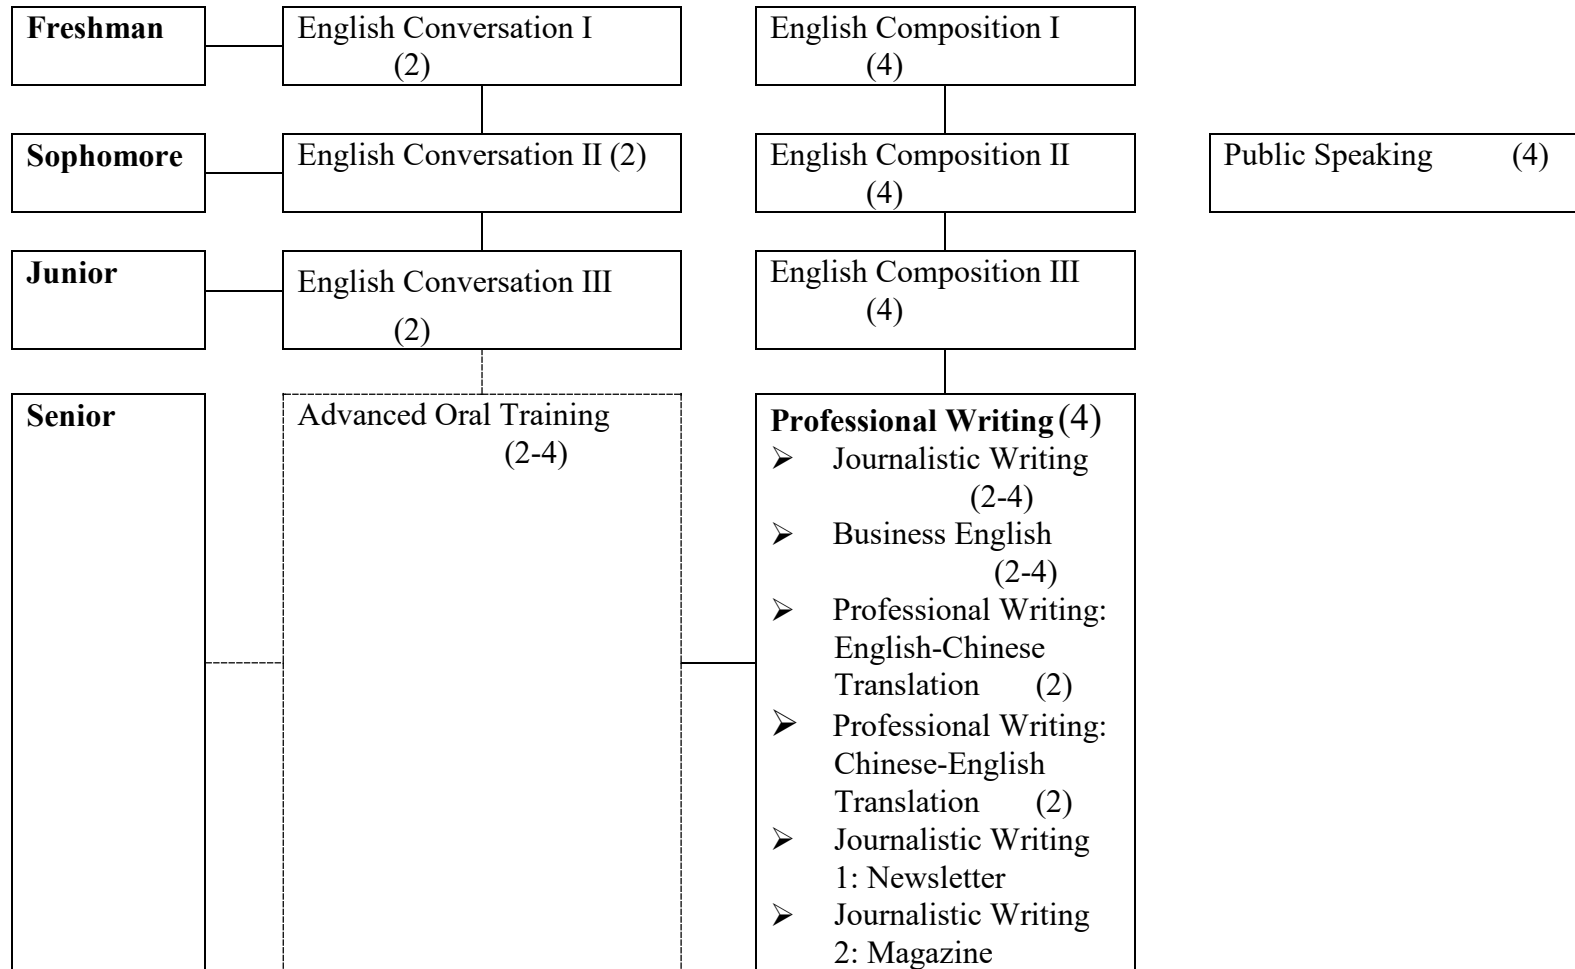 Freshman
English Conversation I
(2)
English Composition I
(4)
Sophomore
English Conversation II (2)
English Composition II
(4)
Public Speaking (4)
Junior
English Conversation III
(2)
English Composition III
(4)
Senior
Advanced Oral Training
(2-4)
Professional Writing (4)
➢ Journalistic Writing
(2-4)
➢ Business English
(2-4)
➢ Professional Writing:
English-Chinese
Translation (2)
➢ Professional Writing:
Chinese-English
Translation (2)
➢ Journalistic Writing
1: Newsletter
➢ Journalistic Writing
2: Magazine